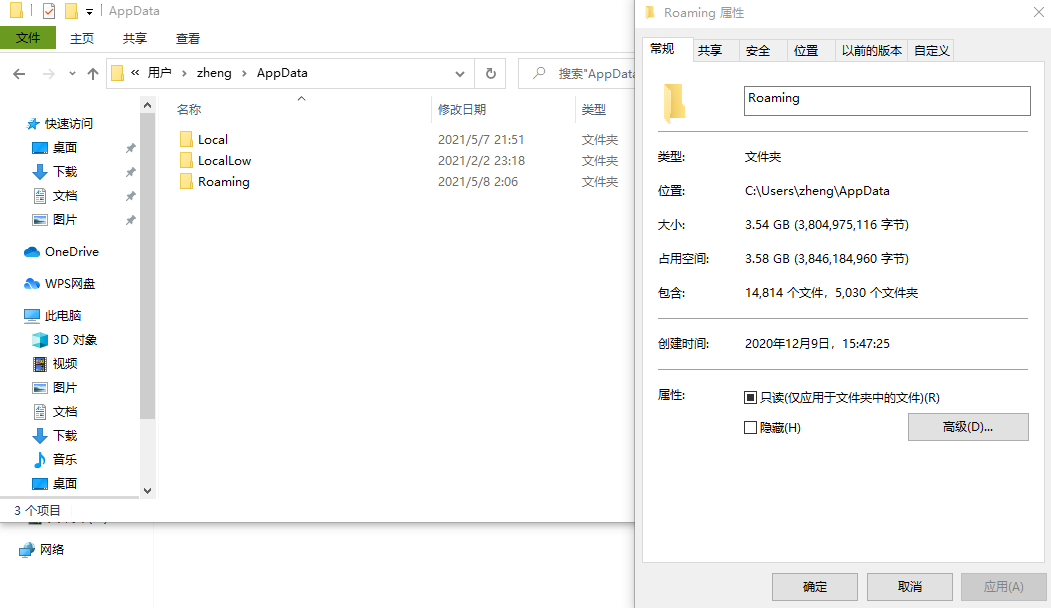 AppData
文件 主页 共享 查看
« 用户 › zheng › AppData 搜索"AppData
名称 修改日期 类型
快速访问
桌面
下载
文档
图片
OneDrive
WPS网盘
此电脑
3D 对象
视频
图片
文档
下载
音乐
桌面
Local 2021/5/7 21:51 文件夹
LocalLow 2021/2/2 23:18 文件夹
Roaming 2021/5/8 2:06 文件夹
3 个项目
网络
Roaming 属性
常规 共享 安全 位置 以前的版本 自定义
Roaming
类型: 文件夹
位置: C:\Users\zheng\AppData
大小: 3.54 GB (3,804,975,116 字节)
占用空间: 3.58 GB (3,846,184,960 字节)
包含: 14,814 个文件，5,030 个文件夹
创建时间: 2020年12月9日，15:47:25
属性: 只读(仅应用于文件夹中的文件)(R)
隐藏(H) 高级(D)...
确定 取消 应用(A)